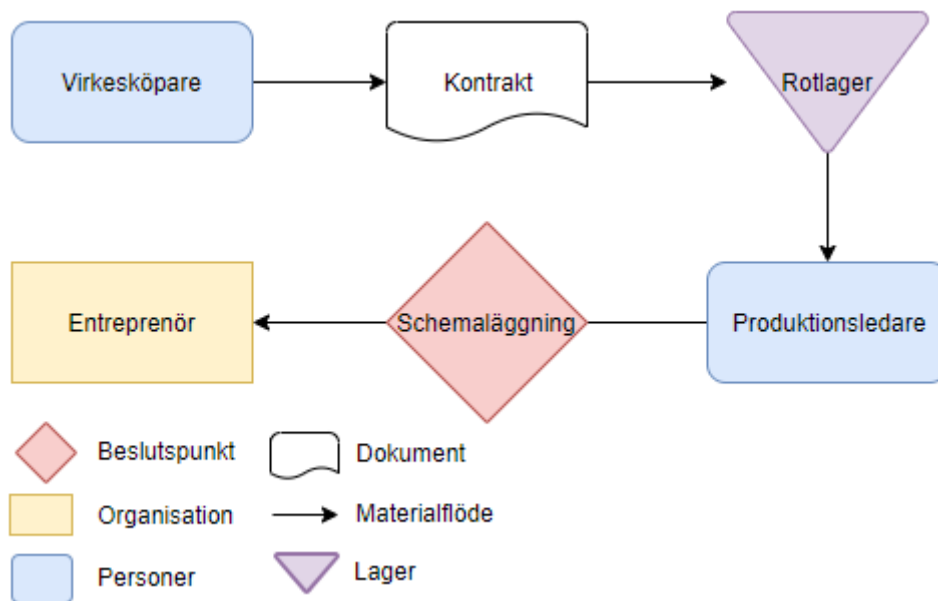 Virkesköpare
Kontrakt
Rotlager
Entreprenör
Schemaläggning
Produktionsledare
Beslutspunkt
Dokument
Organisation
Materialflöde
Personer
Lager